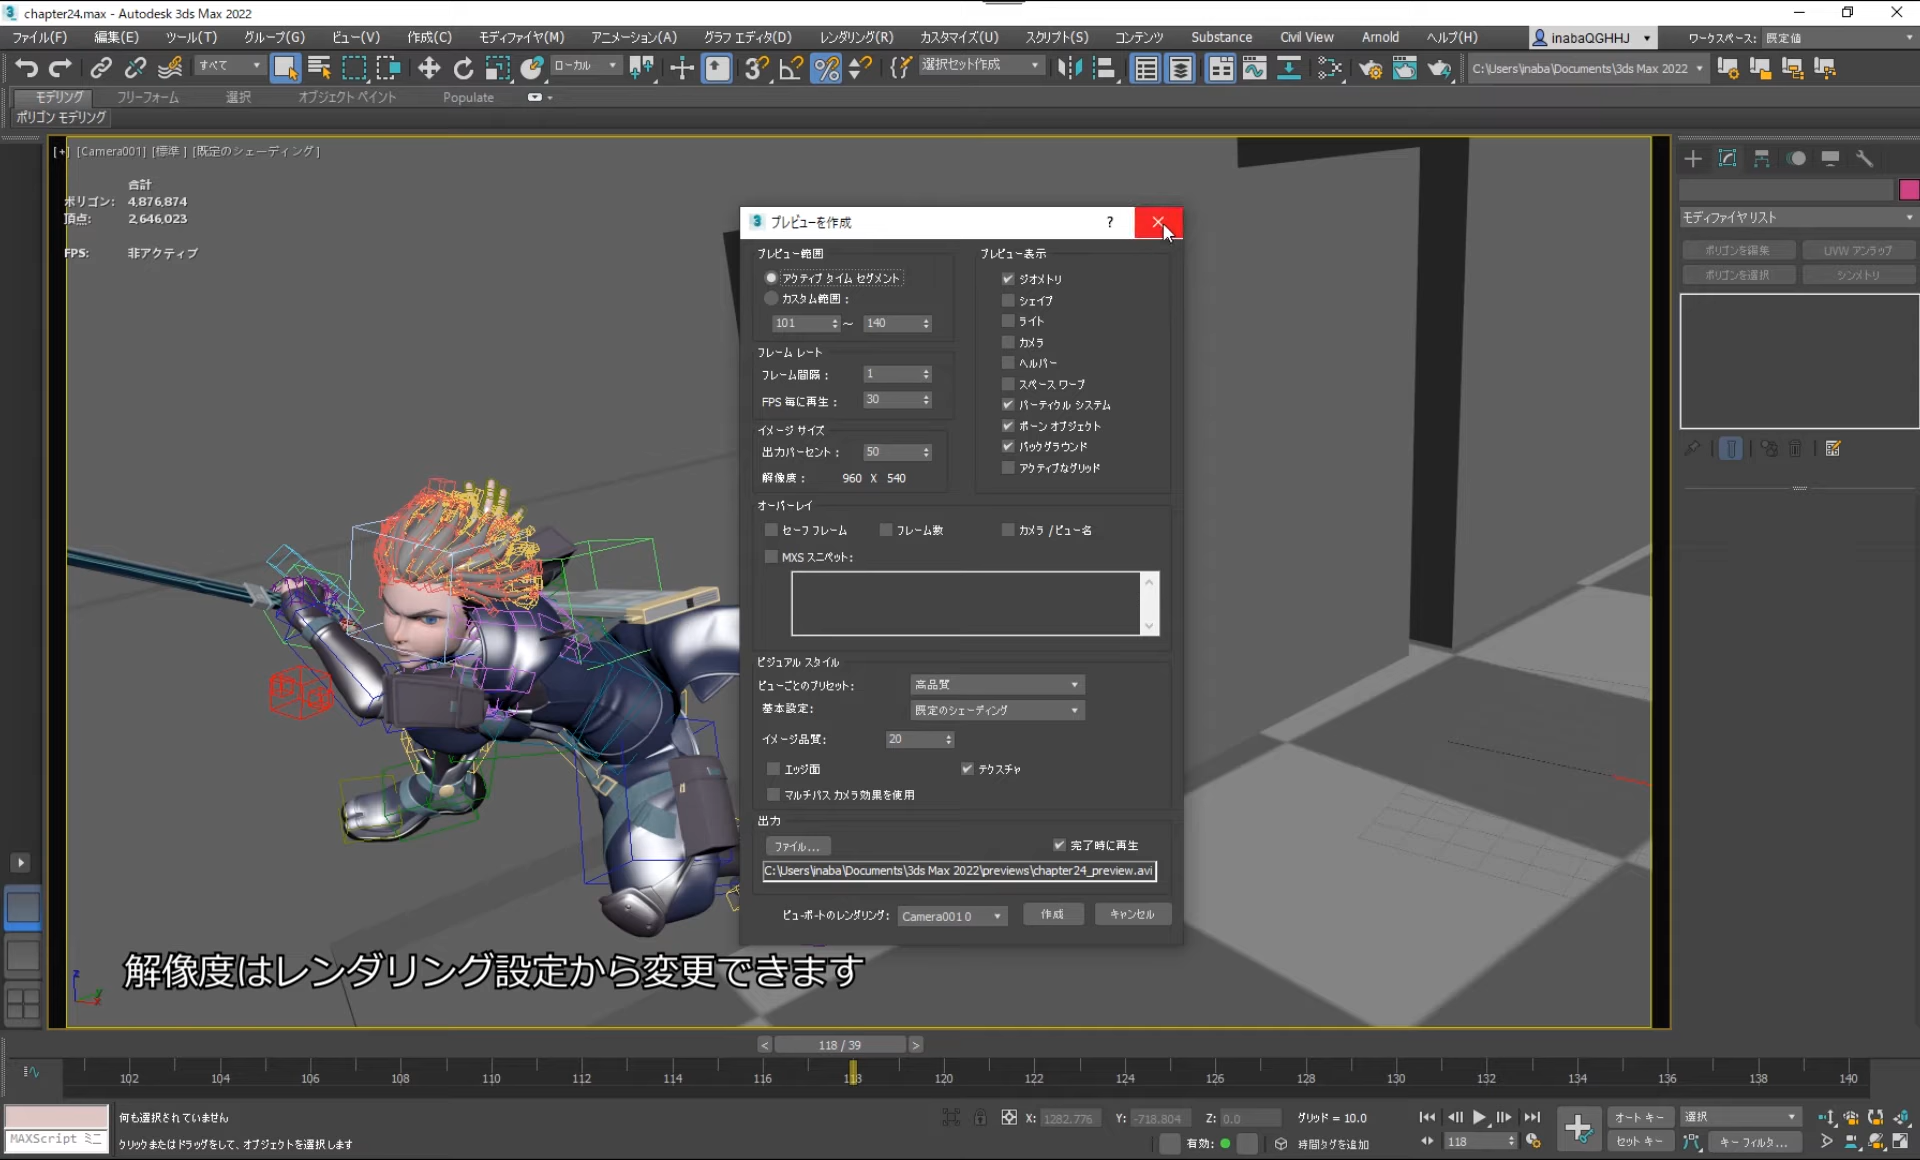 chapter24.max - Autodesk 3ds Max 2022
ファイル(F) 編集(E) ツール(T) グループ(G) ビュー(V) 作成(C) モディファイヤ(M) アニメーション(A) グラフ エディタ(D) レンダリング(R) カスタマイズ(U) スクリプト(S) コンテンツ Substance Civil View Arnold ヘルプ(H) inabaQGHHJ ワークスペース: 既定値
すべて ローカル 選択セット作成 C:\Users\inaba\Documents\3ds Max 2022
モデリング フリーフォーム 選択 オブジェクト ペイント Populate
ポリゴン モデリング
[+] [Camera001] [標準 ] [既定のシェーディング]
合計
ポリゴン: 4,876,874
頂点: 2,646,023
FPS: 非アクティブ
プレビューを作成 ?
プレビュー範囲
アクティブ タイム セグメント
カスタム範囲 :
101 ～ 140
フレーム レート
フレーム間隔 : 1
FPS 毎に再生 : 30
イメージ サイズ
出力パーセント : 50
解像度 : 960 X 540
プレビュー表示
ジオメトリ
シェイプ
ライト
カメラ
ヘルパー
スペース ワープ
パーティクル システム
ボーン オブジェクト
バックグラウンド
アクティブなグリッド
オーバーレイ
セーフ フレーム フレーム数 カメラ / ビュー名
MXS スニペット:
ビジュアル スタイル
ビューごとのプリセット: 高品質
基本設定: 既定のシェーディング
イメージ品質: 20
エッジ面 テクスチャ
マルチパス カメラ効果を使用
出力
ファイル... 完了時に再生
C:\Users\inaba\Documents\3ds Max 2022\previews\chapter24_preview.avi
ビューポートのレンダリング: Camera001 0 作成 キャンセル
モディファイヤ リスト
ポリゴンを編集 UVW アンラップ
ポリゴンを選択 シンメトリ
解像度はレンダリング設定から変更できます
< 118 / 39 >
102 104 106 108 110 112 114 116 118 120 122 124 126 128 130 132 134 136 138 140
何も選択されていません X: 1282.776 Y: -718.804 Z: 0.0 グリッド = 10.0 オート キー 選択
MAXScript ミニ クリックまたはドラッグをして、オブジェクトを選択します 有効: 時間タグを追加 118 セット キー キー フィルタ...